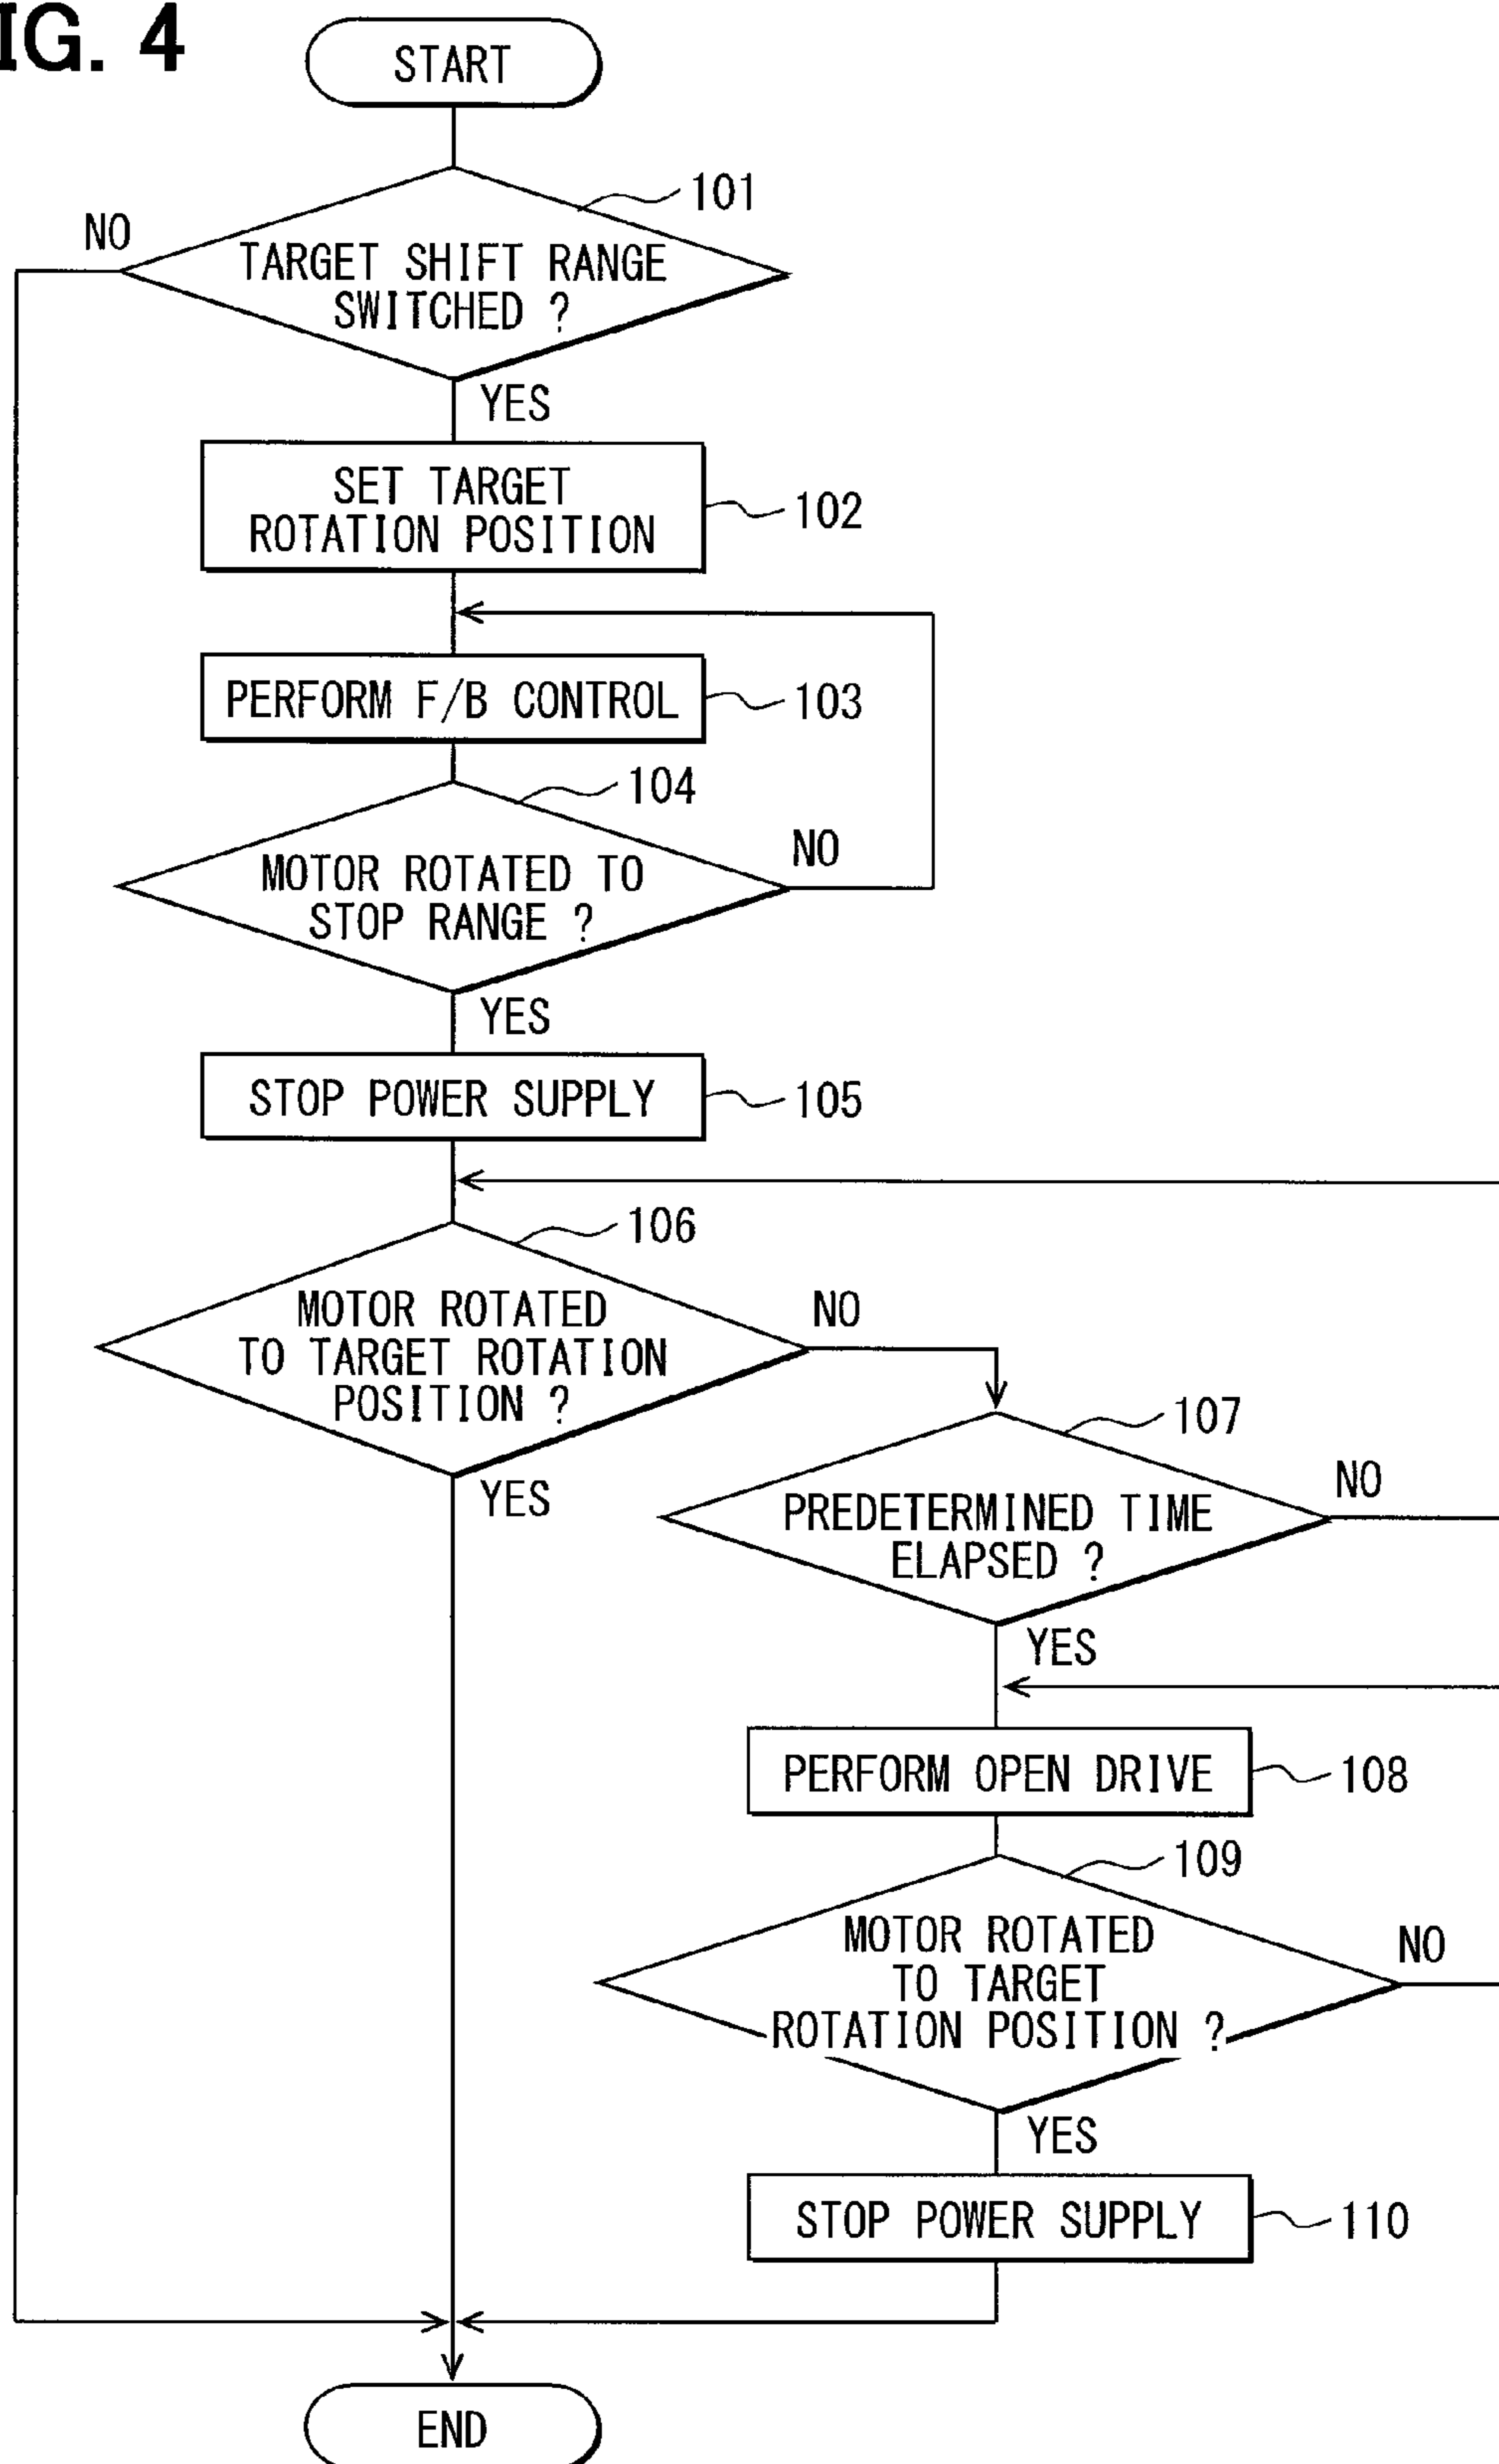 IG. 4
START
101
NO
TARGET SHIFT RANGE
SWITCHED ?
YES
SET TARGET
ROTATION POSITION
102
PERFORM F/B CONTROL
103
104
MOTOR ROTATED TO
STOP RANGE ?
NO
YES
STOP POWER SUPPLY
105
106
MOTOR ROTATED
TO TARGET ROTATION
POSITION ?
NO
YES
107
PREDETERMINED TIME
ELAPSED ?
NO
YES
PERFORM OPEN DRIVE
108
109
MOTOR ROTATED
TO TARGET
ROTATION POSITION ?
NO
YES
STOP POWER SUPPLY
110
END